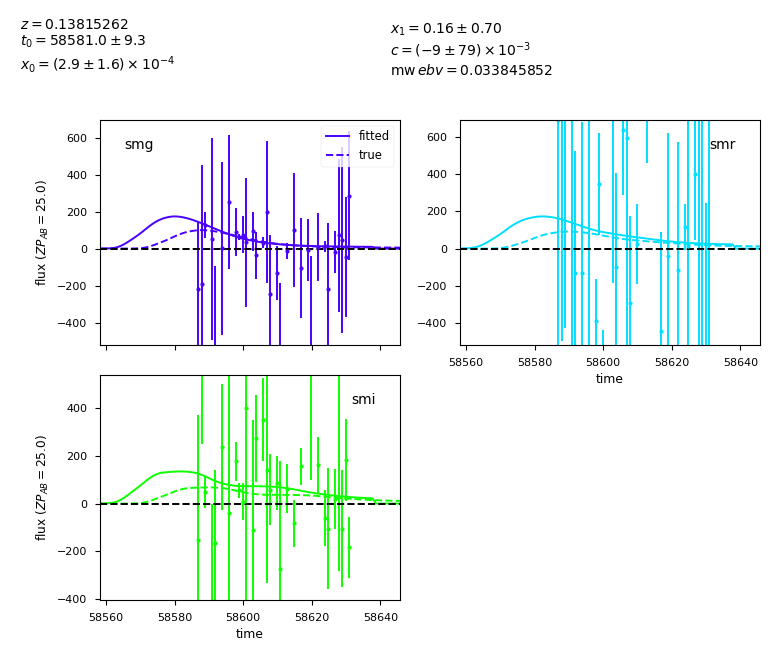 z = 0.13815262
t₀ = 58581.0 ± 9.3
x₀ = (2.9 ± 1.6) × 10⁻⁴
x₁ = 0.16 ± 0.70
c = (−9 ± 79) × 10⁻³
mw ebv = 0.033845852
smg
fitted
true
600
400
200
0
−200
−400
flux (ZP_AB = 25.0)
smr
600
400
200
0
−200
−400
58560 58580 58600 58620 58640
time
smi
400
200
0
−200
−400
flux (ZP_AB = 25.0)
58560 58580 58600 58620 58640
time